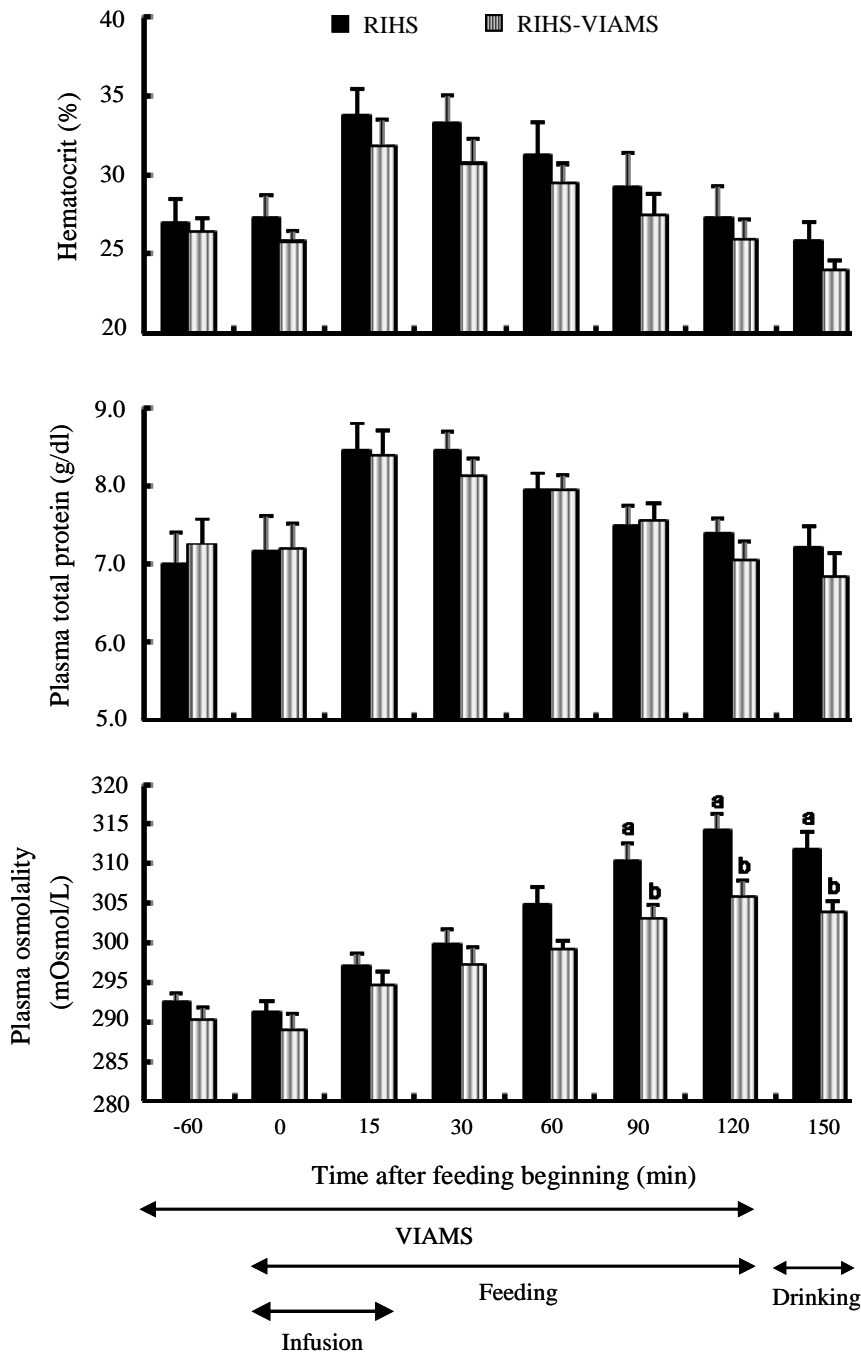 RIHS RIHS-VIAMS
Hematocrit (%)
40
35
30
25
20
Plasma total protein (g/dl)
9.0
8.0
7.0
6.0
5.0
Plasma osmolality
(mOsmol/L)
320
315
310
305
300
295
290
285
280
a a a
b b b
-60 0 15 30 60 90 120 150
Time after feeding beginning (min)
VIAMS
Feeding
Drinking
Infusion